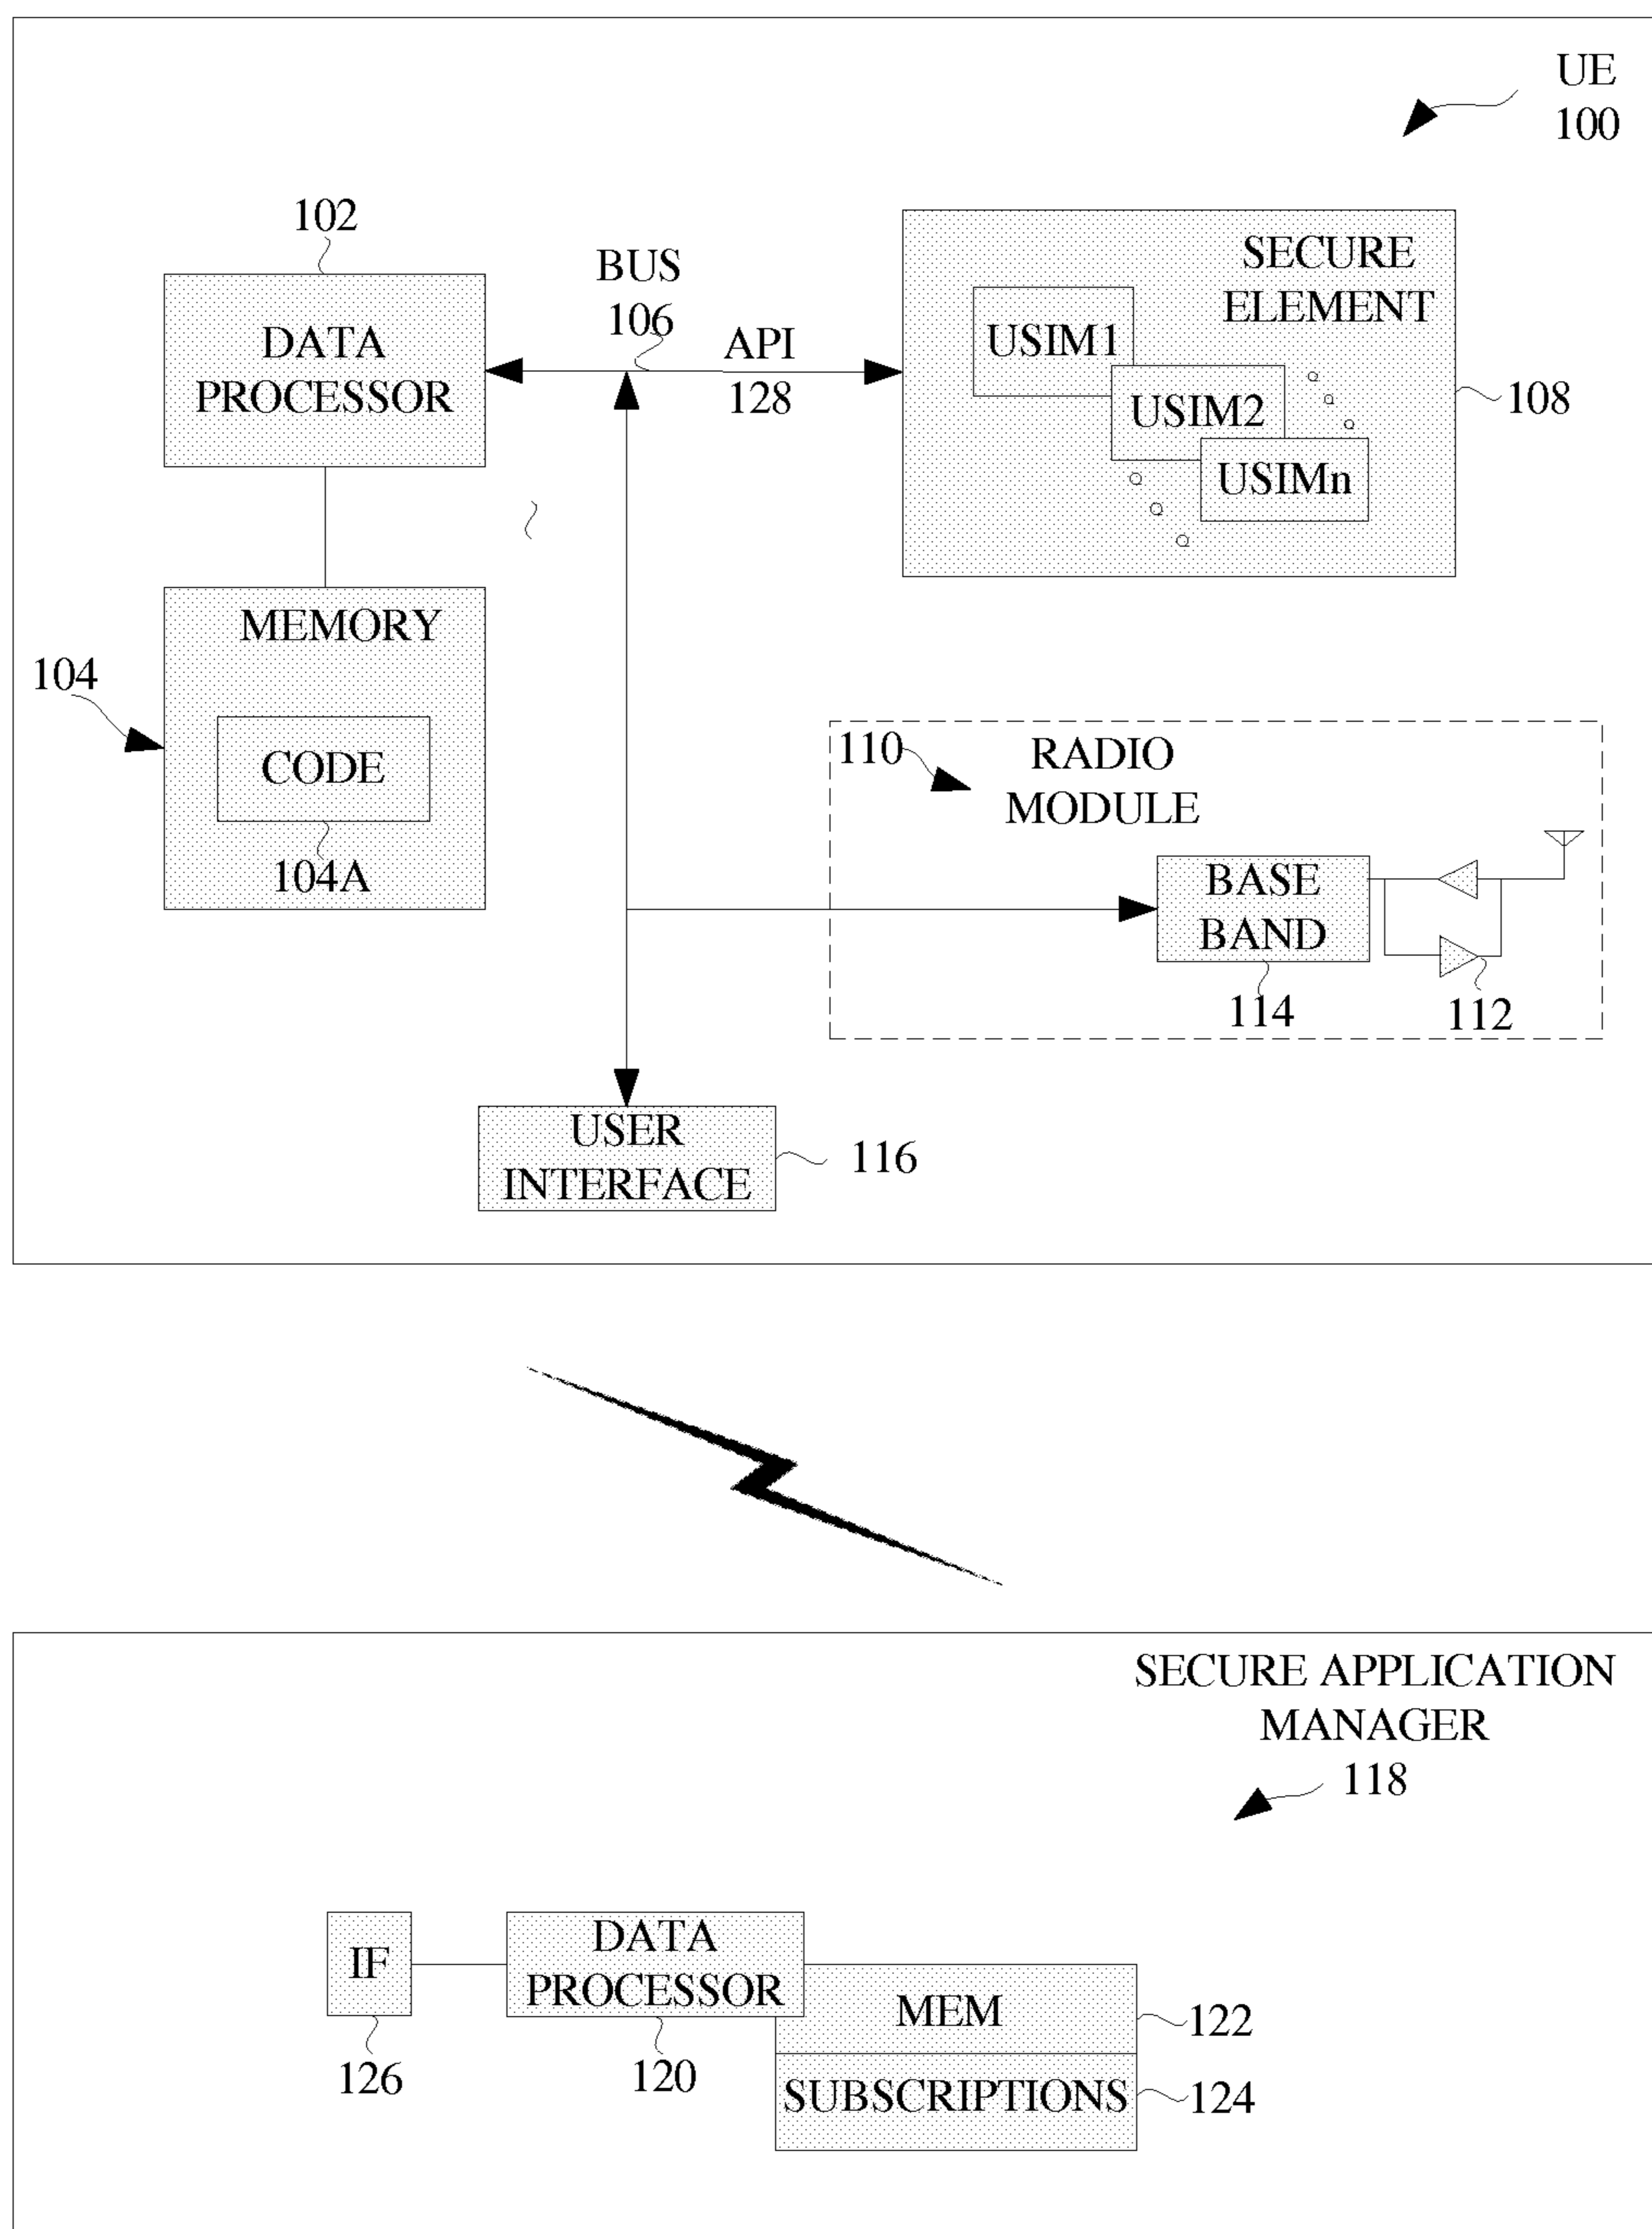 UE
100
102
DATA
PROCESSOR
BUS
106
API
128
SECURE
ELEMENT
USIM1
USIM2
USIMn
108
MEMORY
104
CODE
104A
110
RADIO
MODULE
BASE
BAND
114
112
USER
INTERFACE
116
SECURE APPLICATION
MANAGER
118
IF
126
DATA
PROCESSOR
120
MEM
122
SUBSCRIPTIONS
124